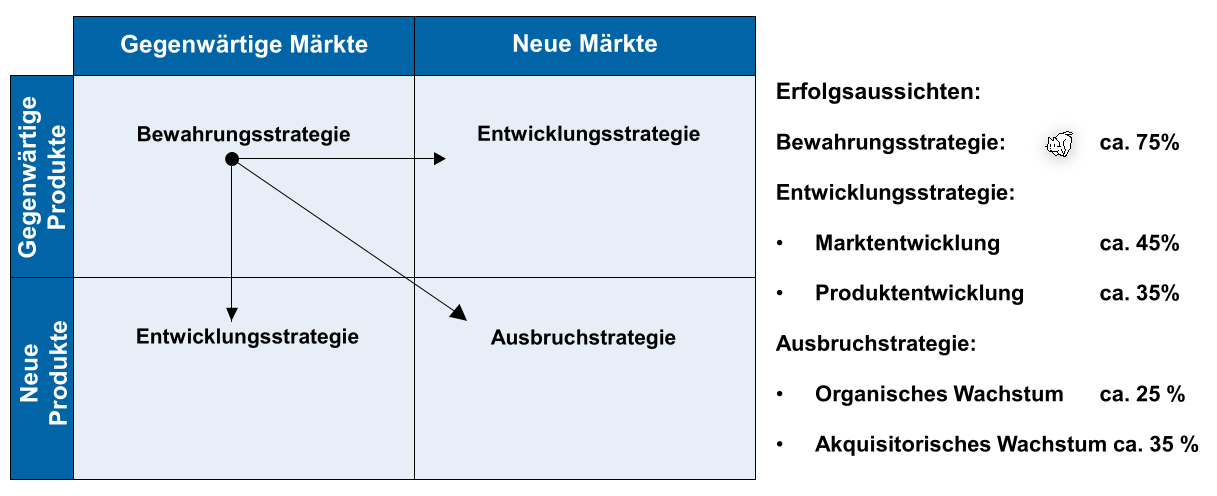 Gegenwärtige Märkte
Neue Märkte
Gegenwärtige
Produkte
Bewahrungsstrategie
Entwicklungsstrategie
Neue
Produkte
Entwicklungsstrategie
Ausbruchstrategie
Erfolgsaussichten:
Bewahrungsstrategie: ca. 75%
Entwicklungsstrategie:
• Marktentwicklung ca. 45%
• Produktentwicklung ca. 35%
Ausbruchstrategie:
• Organisches Wachstum ca. 25 %
• Akquisitorisches Wachstum ca. 35 %